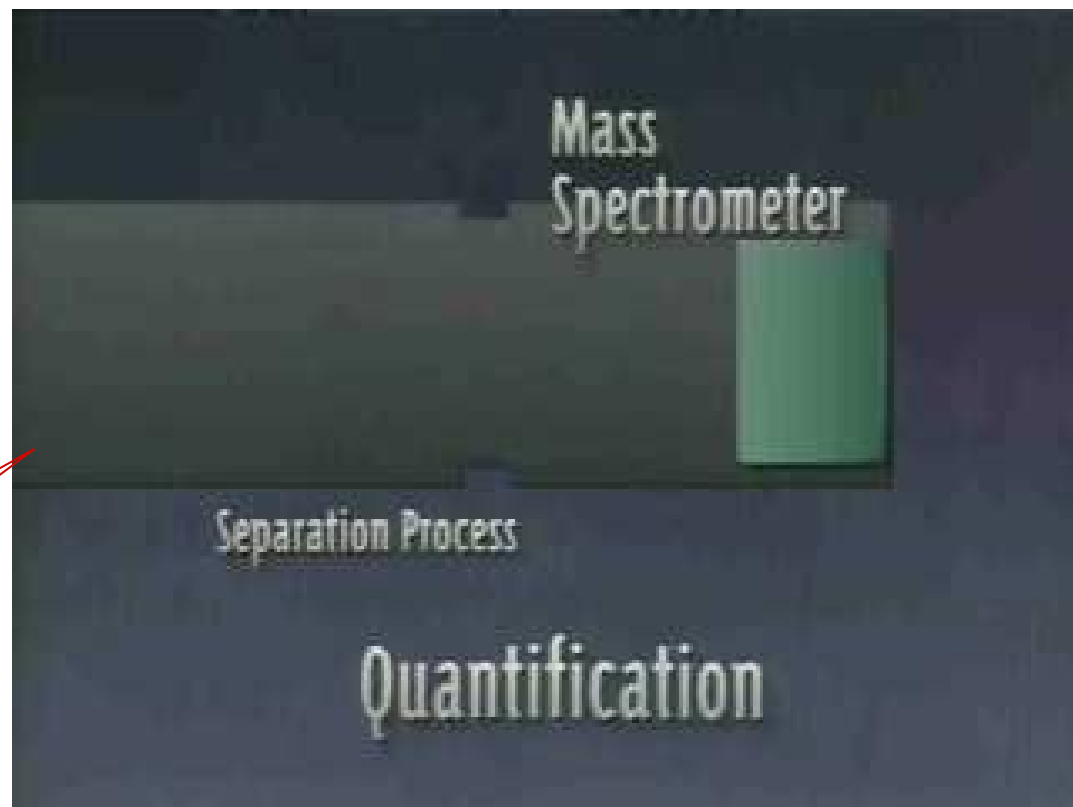 Mass
Spectrometer
Separation Process
Quantification